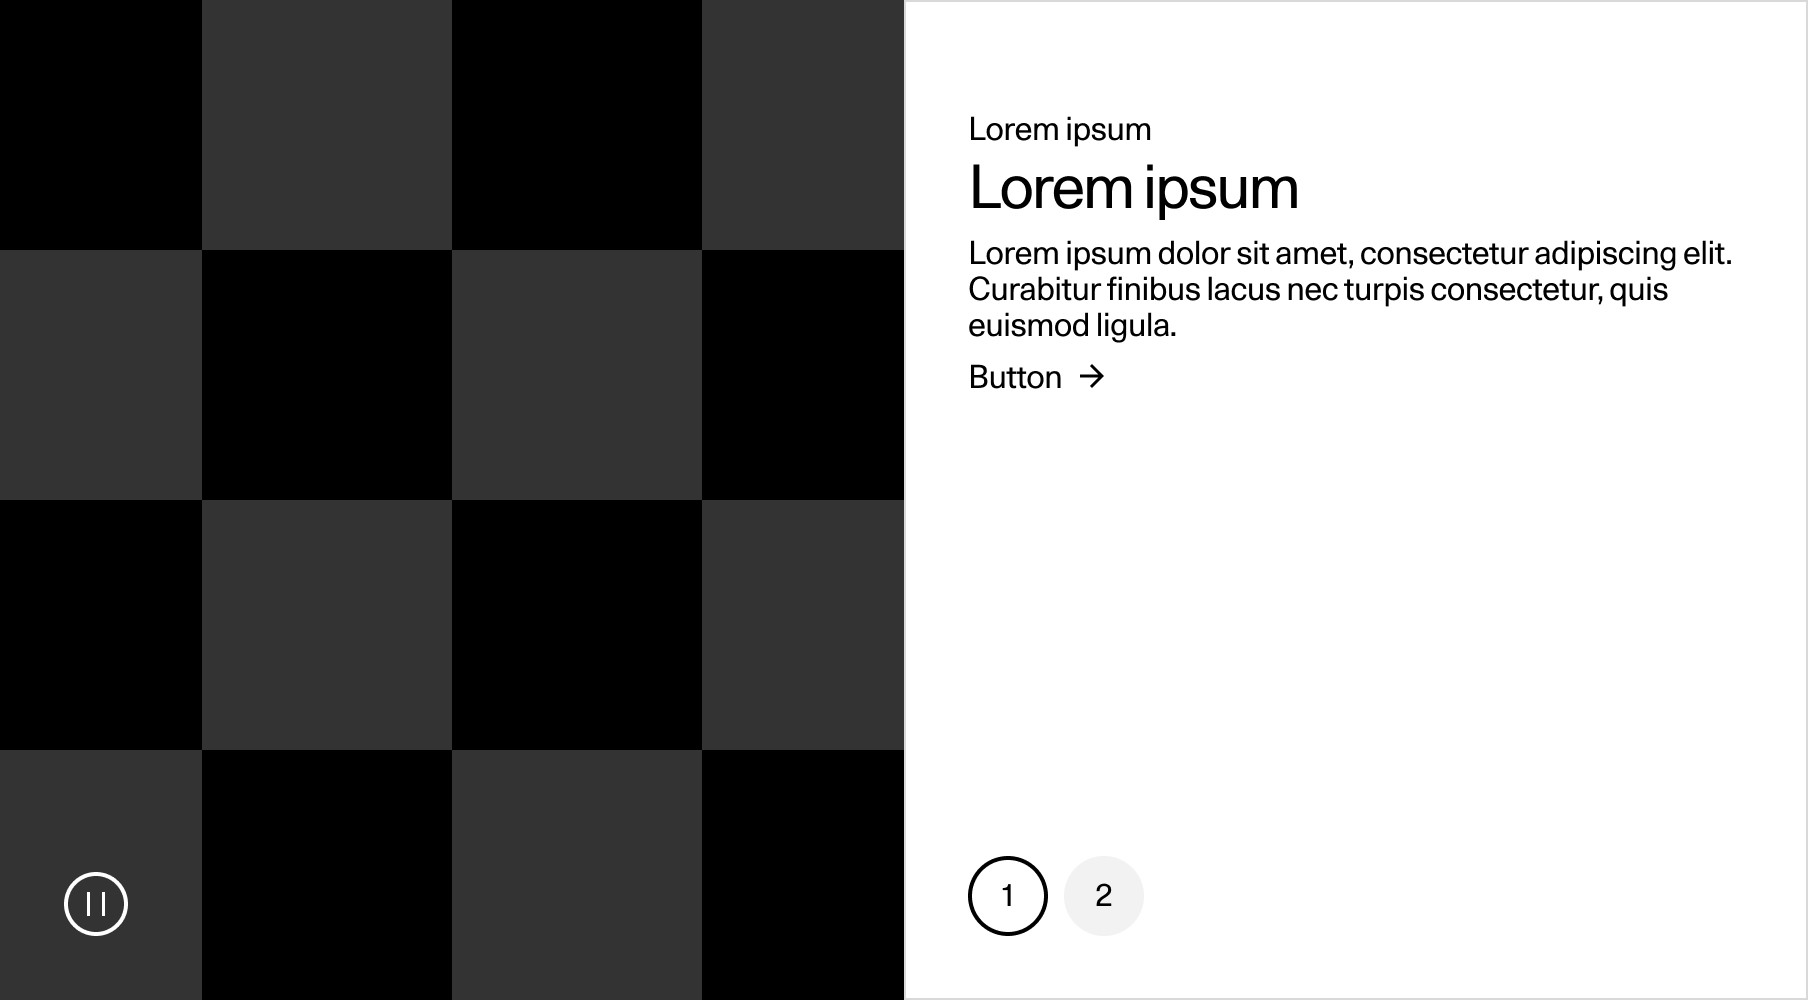 Lorem ipsum
Lorem ipsum
Lorem ipsum dolor sit amet, consectetur adipiscing elit.
Curabitur finibus lacus nec turpis consectetur, quis
euismod ligula.
Button
1 2